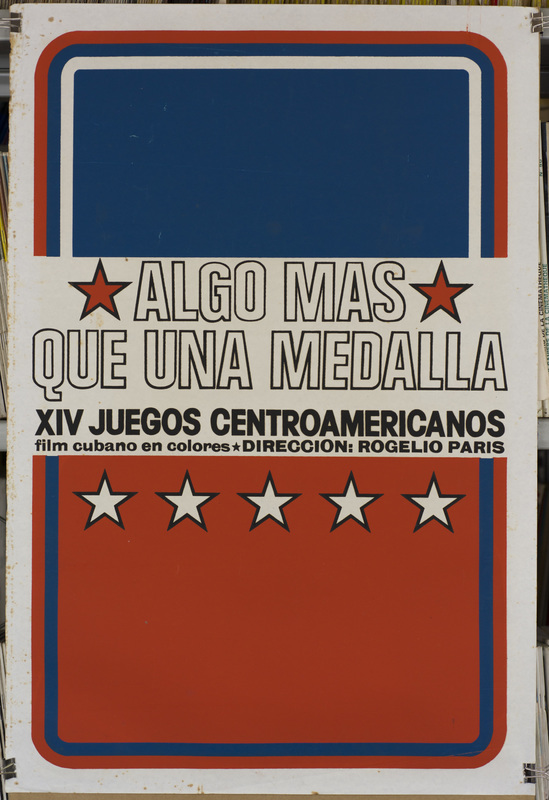 ALGO MAS
QUE UNA MEDALLA
XIV JUEGOS CENTROAMERICANOS
film cubano en colores★DIRECCION: ROGELIO PARIS